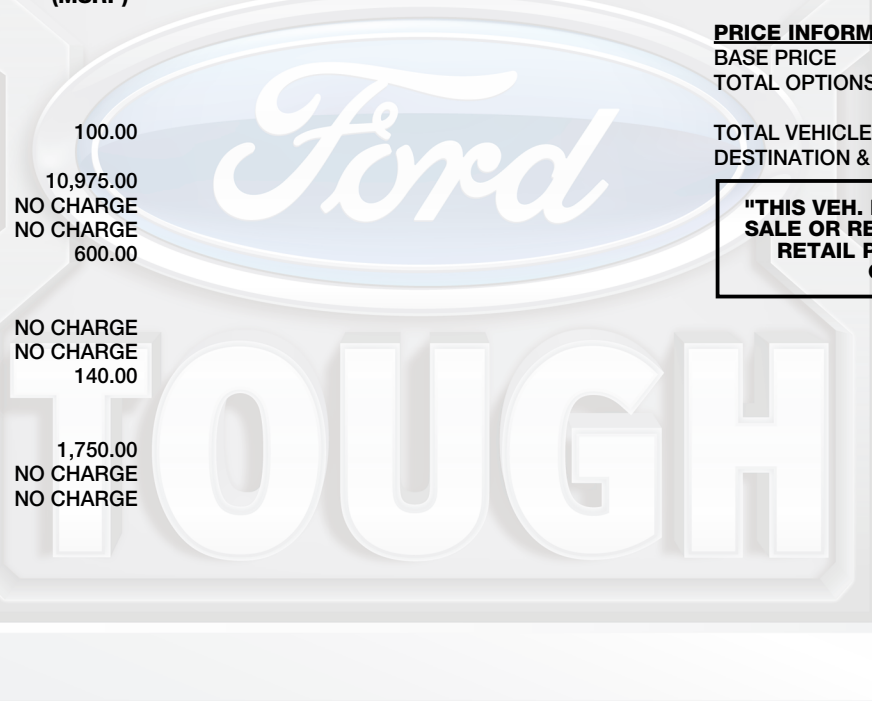 (MSRP)
100.00
10,975.00
NO CHARGE
NO CHARGE
600.00
NO CHARGE
NO CHARGE
140.00
1,750.00
NO CHARGE
NO CHARGE
PRICE INFORM
BASE PRICE
TOTAL OPTIONS
TOTAL VEHICLE
DESTINATION &
"THIS VEH.
SALE OR RE
RETAIL P
Ford
TOUGH